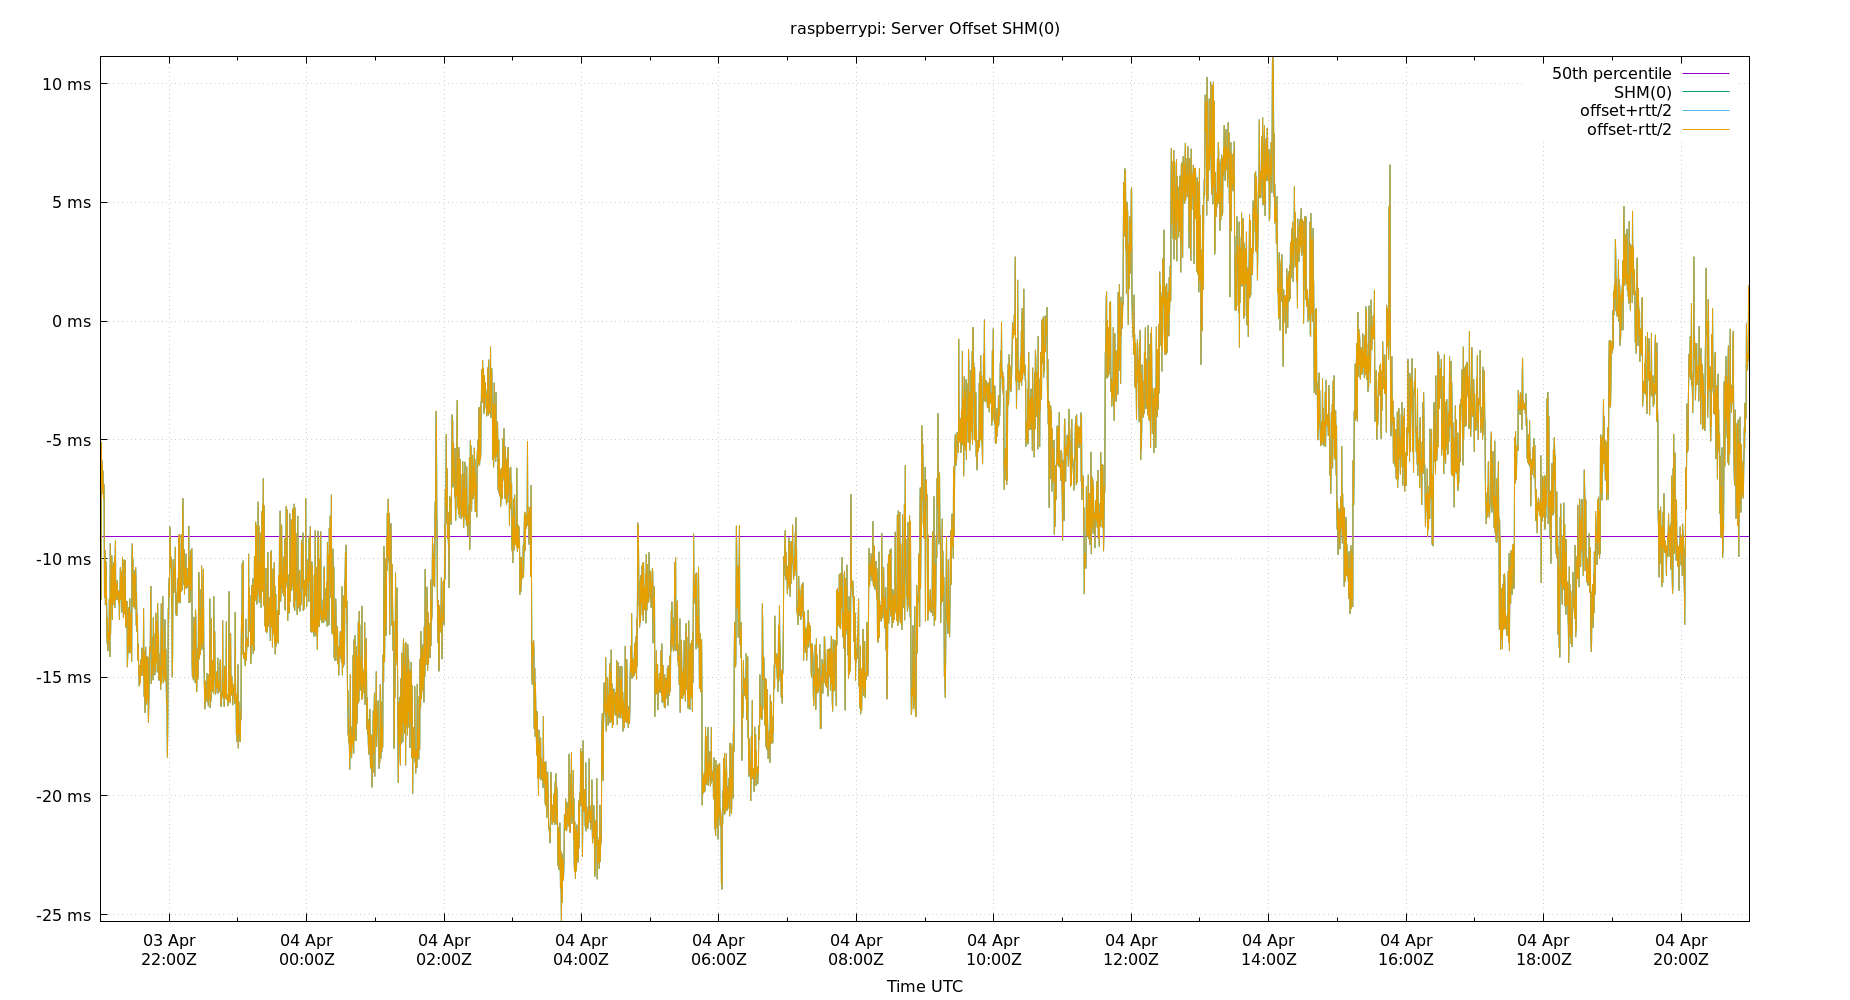 raspberrypi: Server Offset SHM(0)
50th percentile
SHM(0)
offset+rtt/2
offset-rtt/2
10 ms
5 ms
0 ms
-5 ms
-10 ms
-15 ms
-20 ms
-25 ms
03 Apr 04 Apr 04 Apr 04 Apr 04 Apr 04 Apr 04 Apr 04 Apr 04 Apr 04 Apr 04 Apr 04 Apr
22:00Z 00:00Z 02:00Z 04:00Z 06:00Z 08:00Z 10:00Z 12:00Z 14:00Z 16:00Z 18:00Z 20:00Z
Time UTC